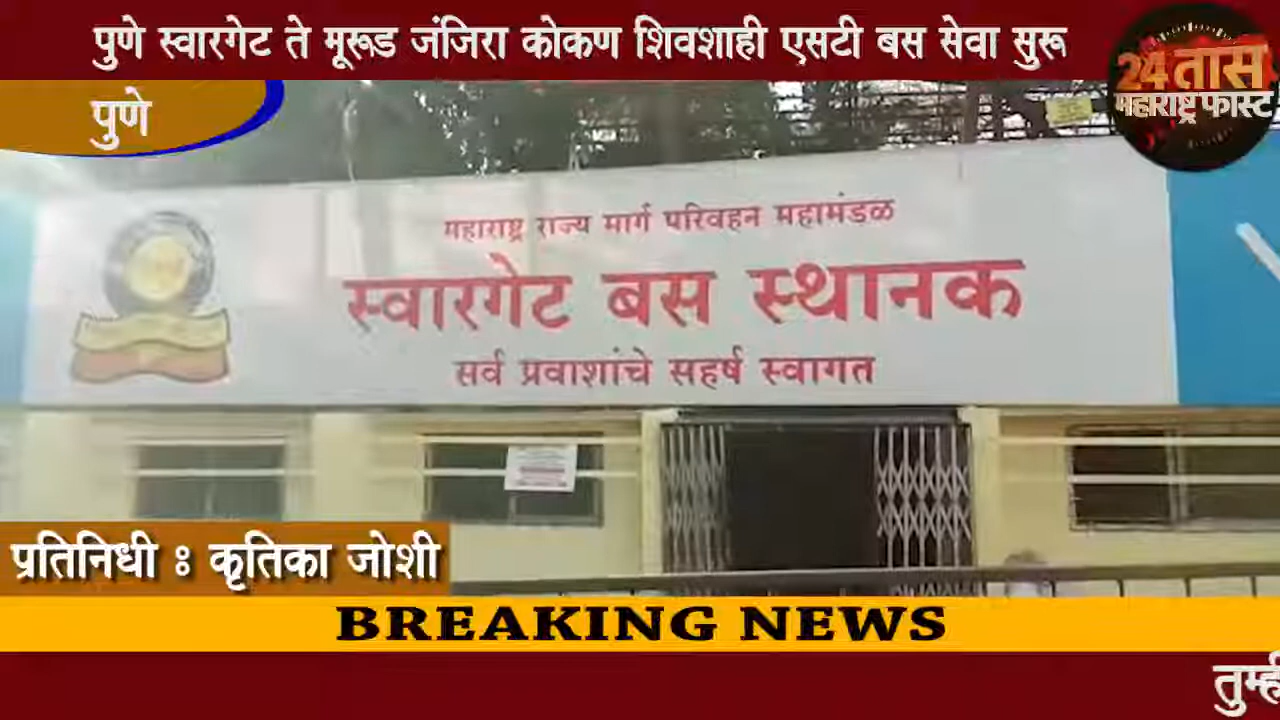 पुणे स्वारगेट ते मूरूड जंजिरा कोकण शिवशाही एसटी बस सेवा सुरू
24 तास
महाराष्ट्र फास्ट
पुणे
महाराष्ट्र राज्य मार्ग परिवहन महामंडळ
स्वारगेट बस स्थानक
सर्व प्रवाशांचे सहर्ष स्वागत
प्रतिनिधी : कृतिका जोशी
BREAKING NEWS